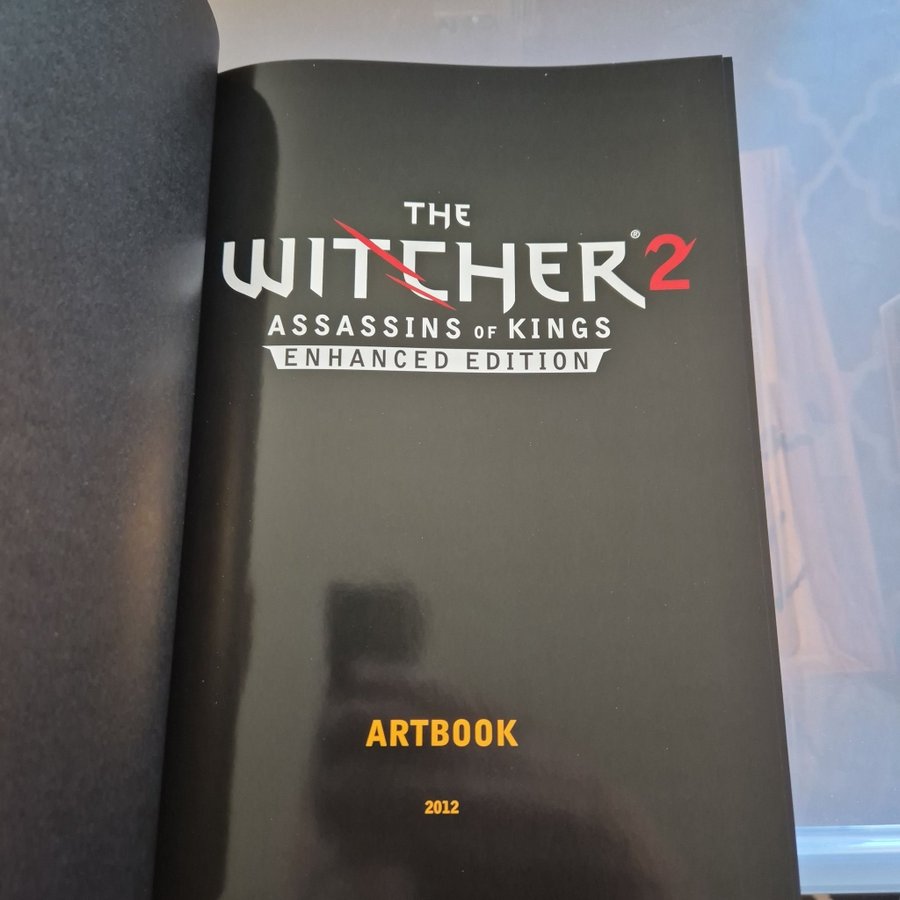 THE
WITCHER® 2
ASSASSINS OF KINGS
ENHANCED EDITION
ARTBOOK
2012